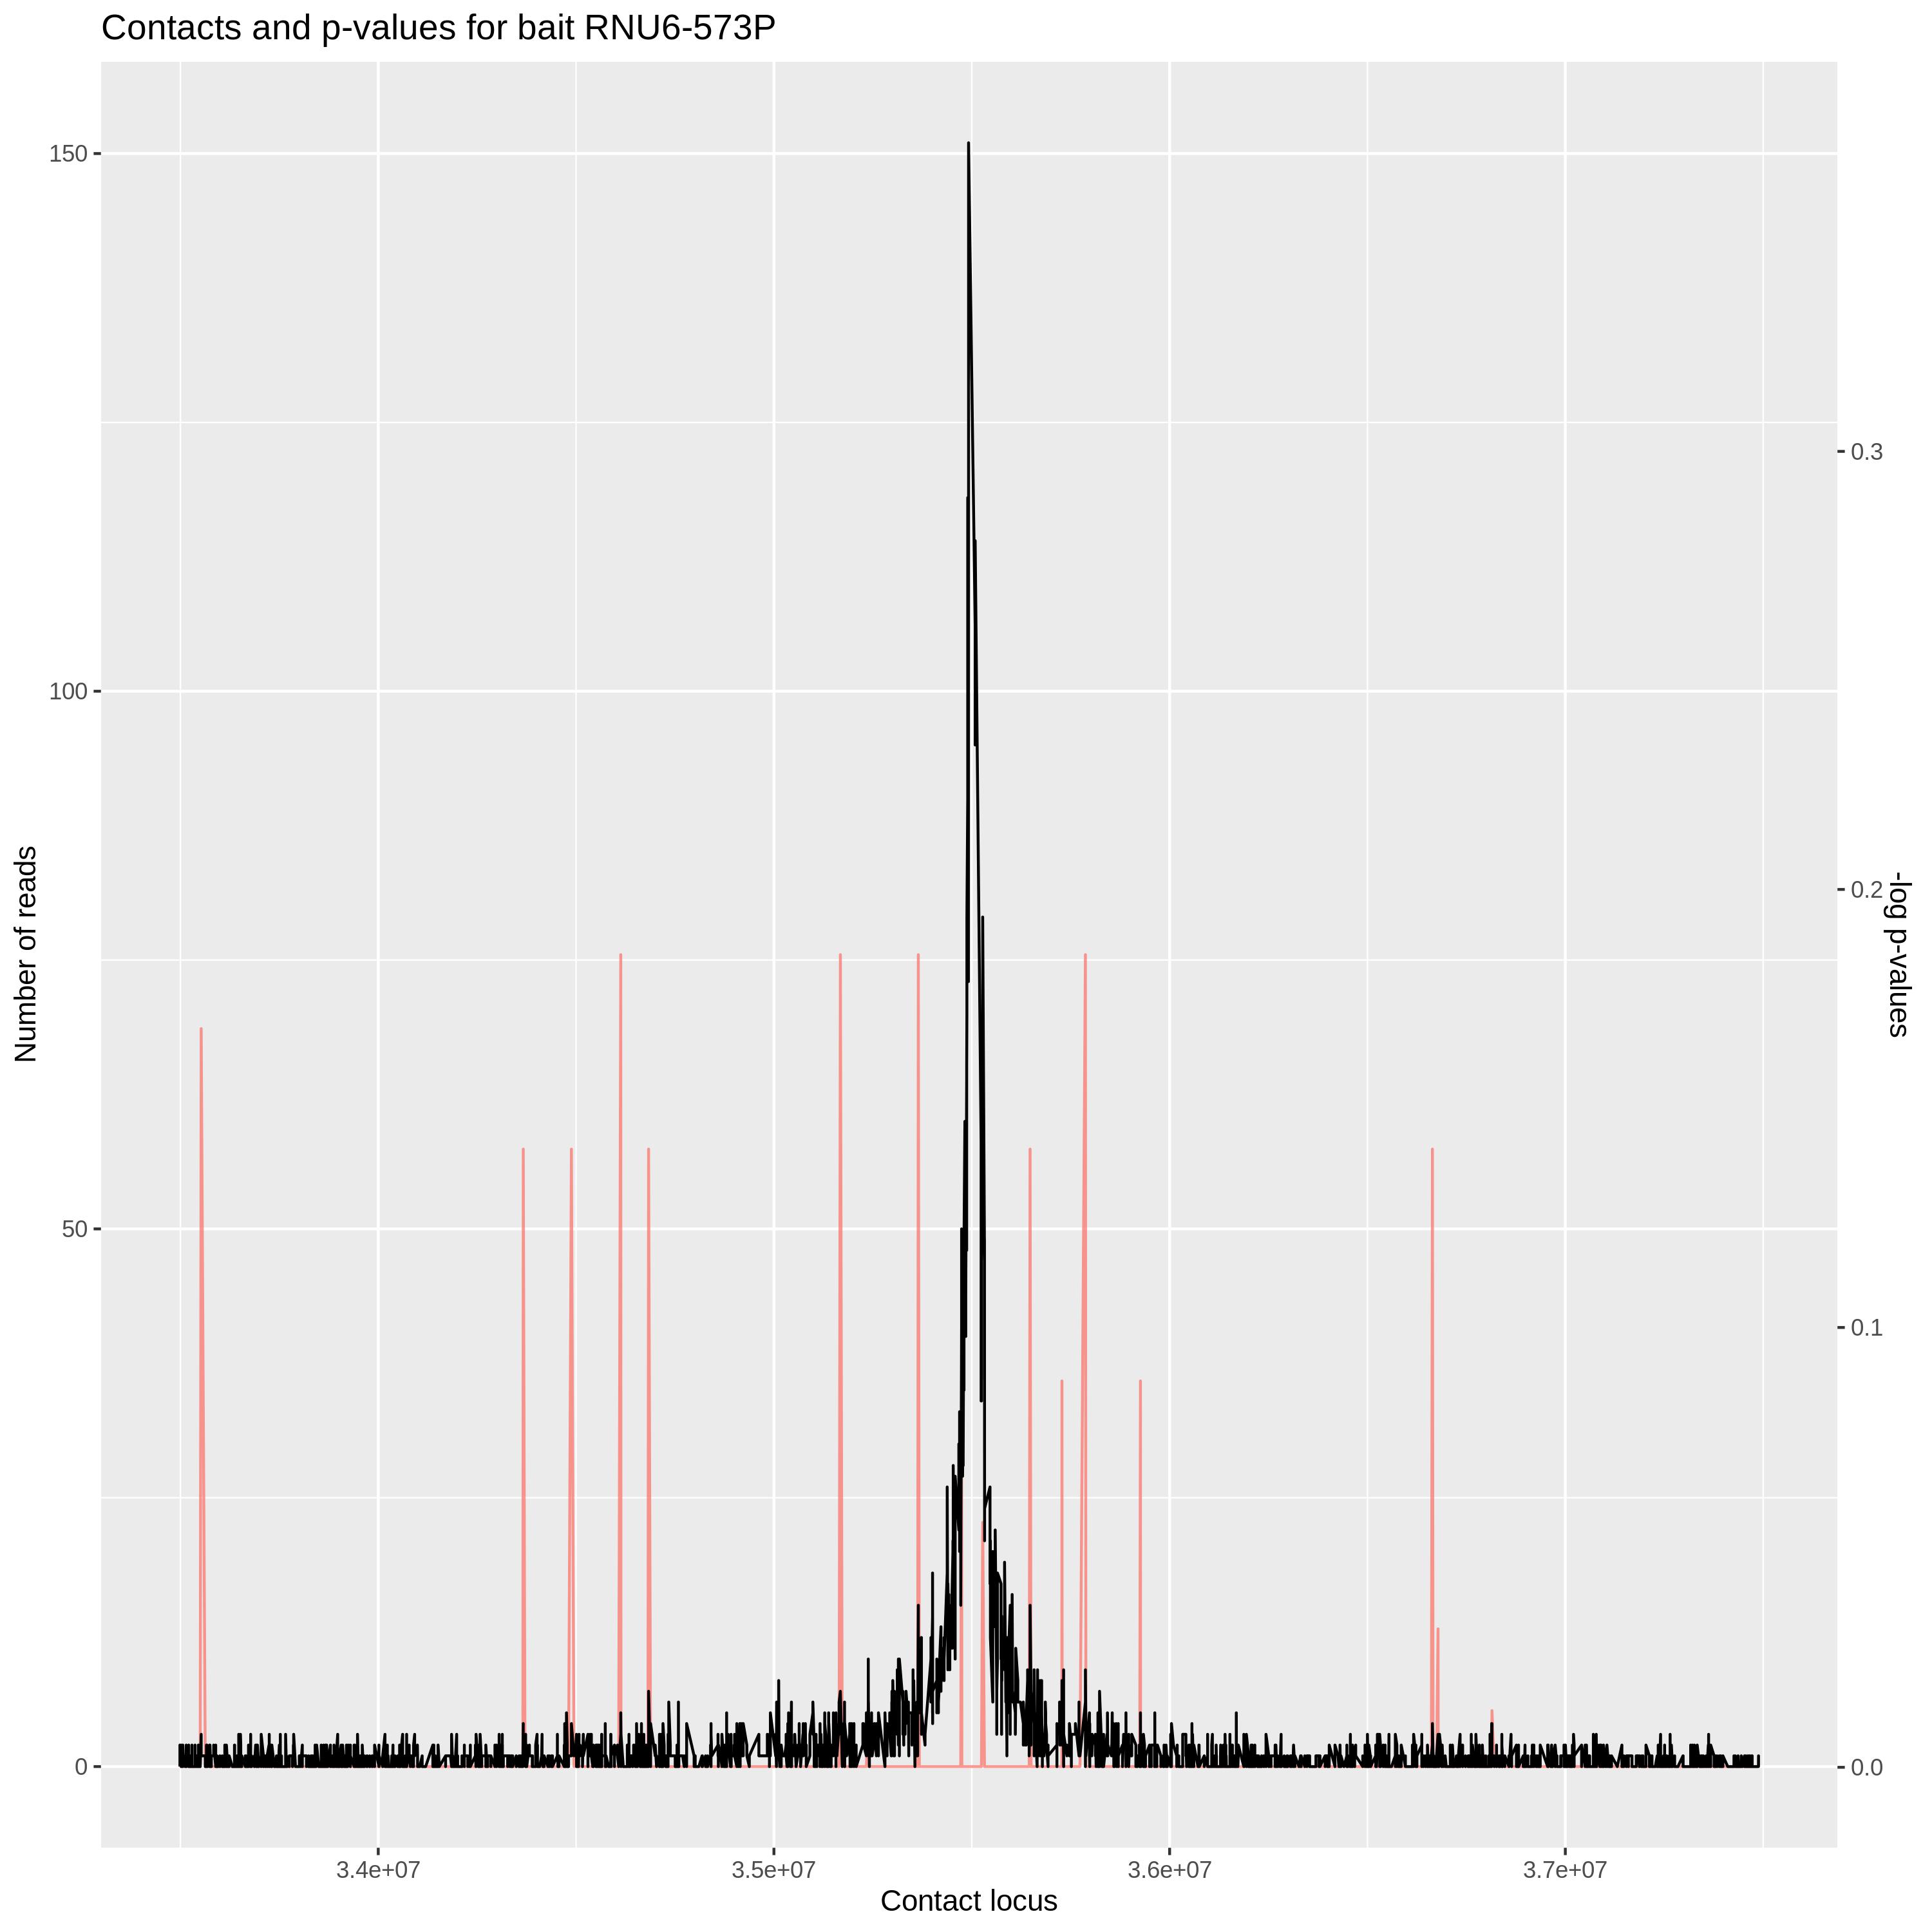 Contacts and p-values for bait RNU6-573P
150
100
50
0
Number of reads
0.3
0.2
0.1
0.0
-log p-values
3.4e+07
3.5e+07
3.6e+07
3.7e+07
Contact locus